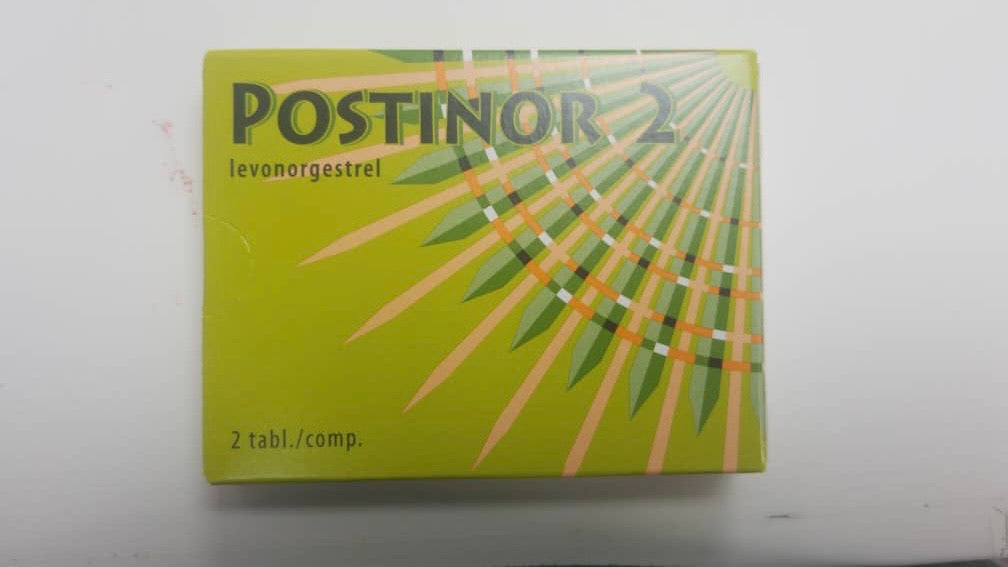 POSTINOR 2
levonorgestrel
2 tabl./comp.